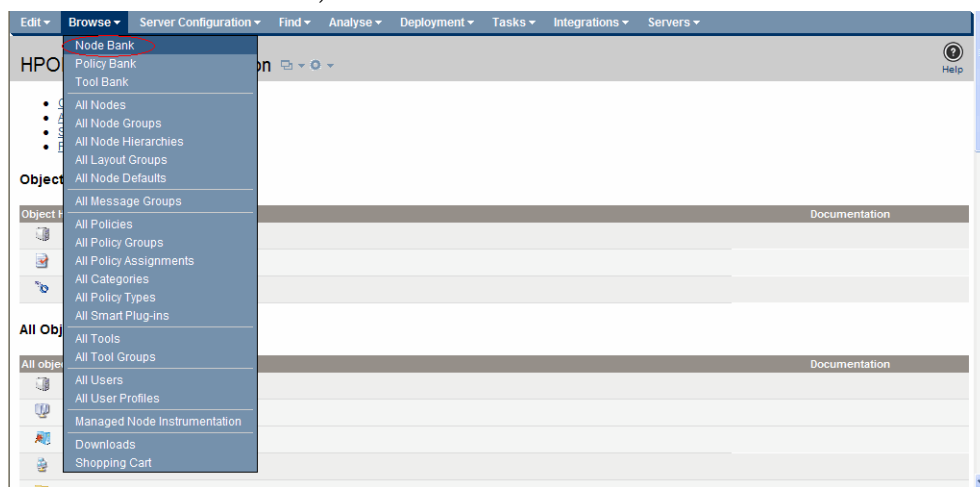 Edit Browse Server Configuration Find Analyse Deployment Tasks Integrations Servers
Node Bank
HPO
Policy Bank
Help
Tool Bank
All Nodes
All Node Groups
All Node Hierarchies
All Layout Groups
Object
All Node Defaults
All Message Groups
Object Documentation
All Policies
All Policy Groups
All Policy Assignments
All Categories
All Policy Types
All Smart Plug-ins
All Obj
All Tools
All Tool Groups
All obje Documentation
All Users
All User Profiles
Managed Node Instrumentation
Downloads
Shopping Cart